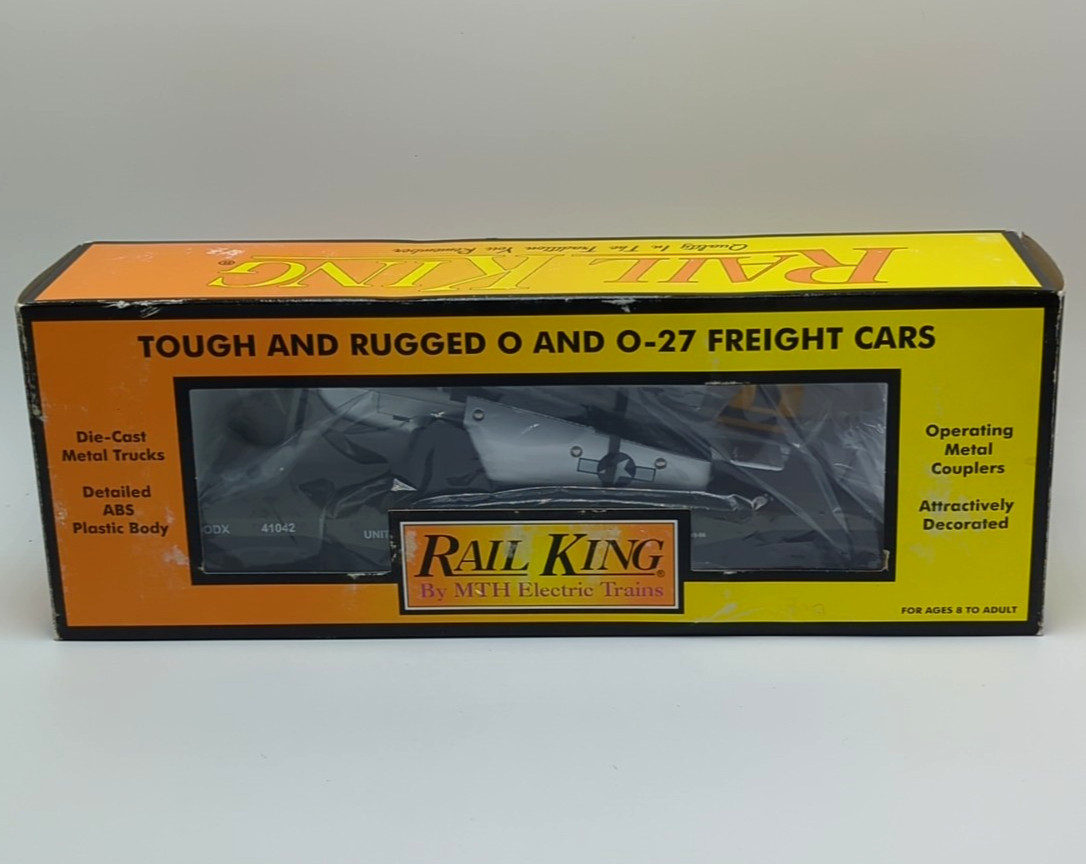 RAIL KING®
Quality In The Tradition You Remember
TOUGH AND RUGGED O AND O-27 FREIGHT CARS
Die-Cast
Metal Trucks
Detailed
ABS
Plastic Body
Operating
Metal
Couplers
Attractively
Decorated
ODX 41042
UNIT
RAIL KING®
By MTH Electric Trains
FOR AGES 8 TO ADULT